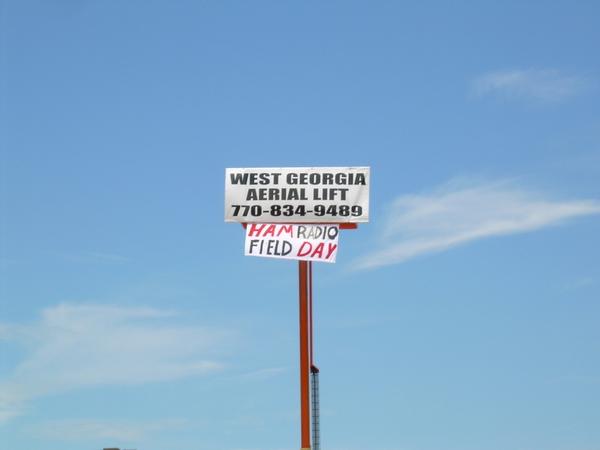 WEST GEORGIA
AERIAL LIFT
770-834-9489
HAM RADIO
FIELD DAY